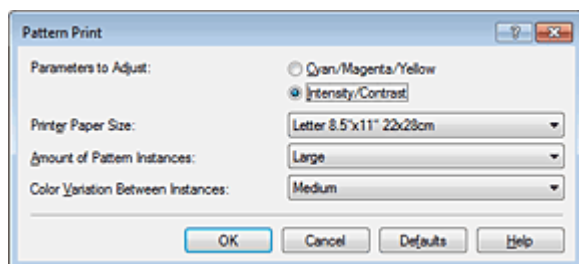 Pattern Print
Parameters to Adjust:
Cyan/Magenta/Yellow
Intensity/Contrast
Printer Paper Size:
Letter 8.5"x11" 22x28cm
Amount of Pattern Instances:
Large
Color Variation Between Instances:
Medium
OK Cancel Defaults Help